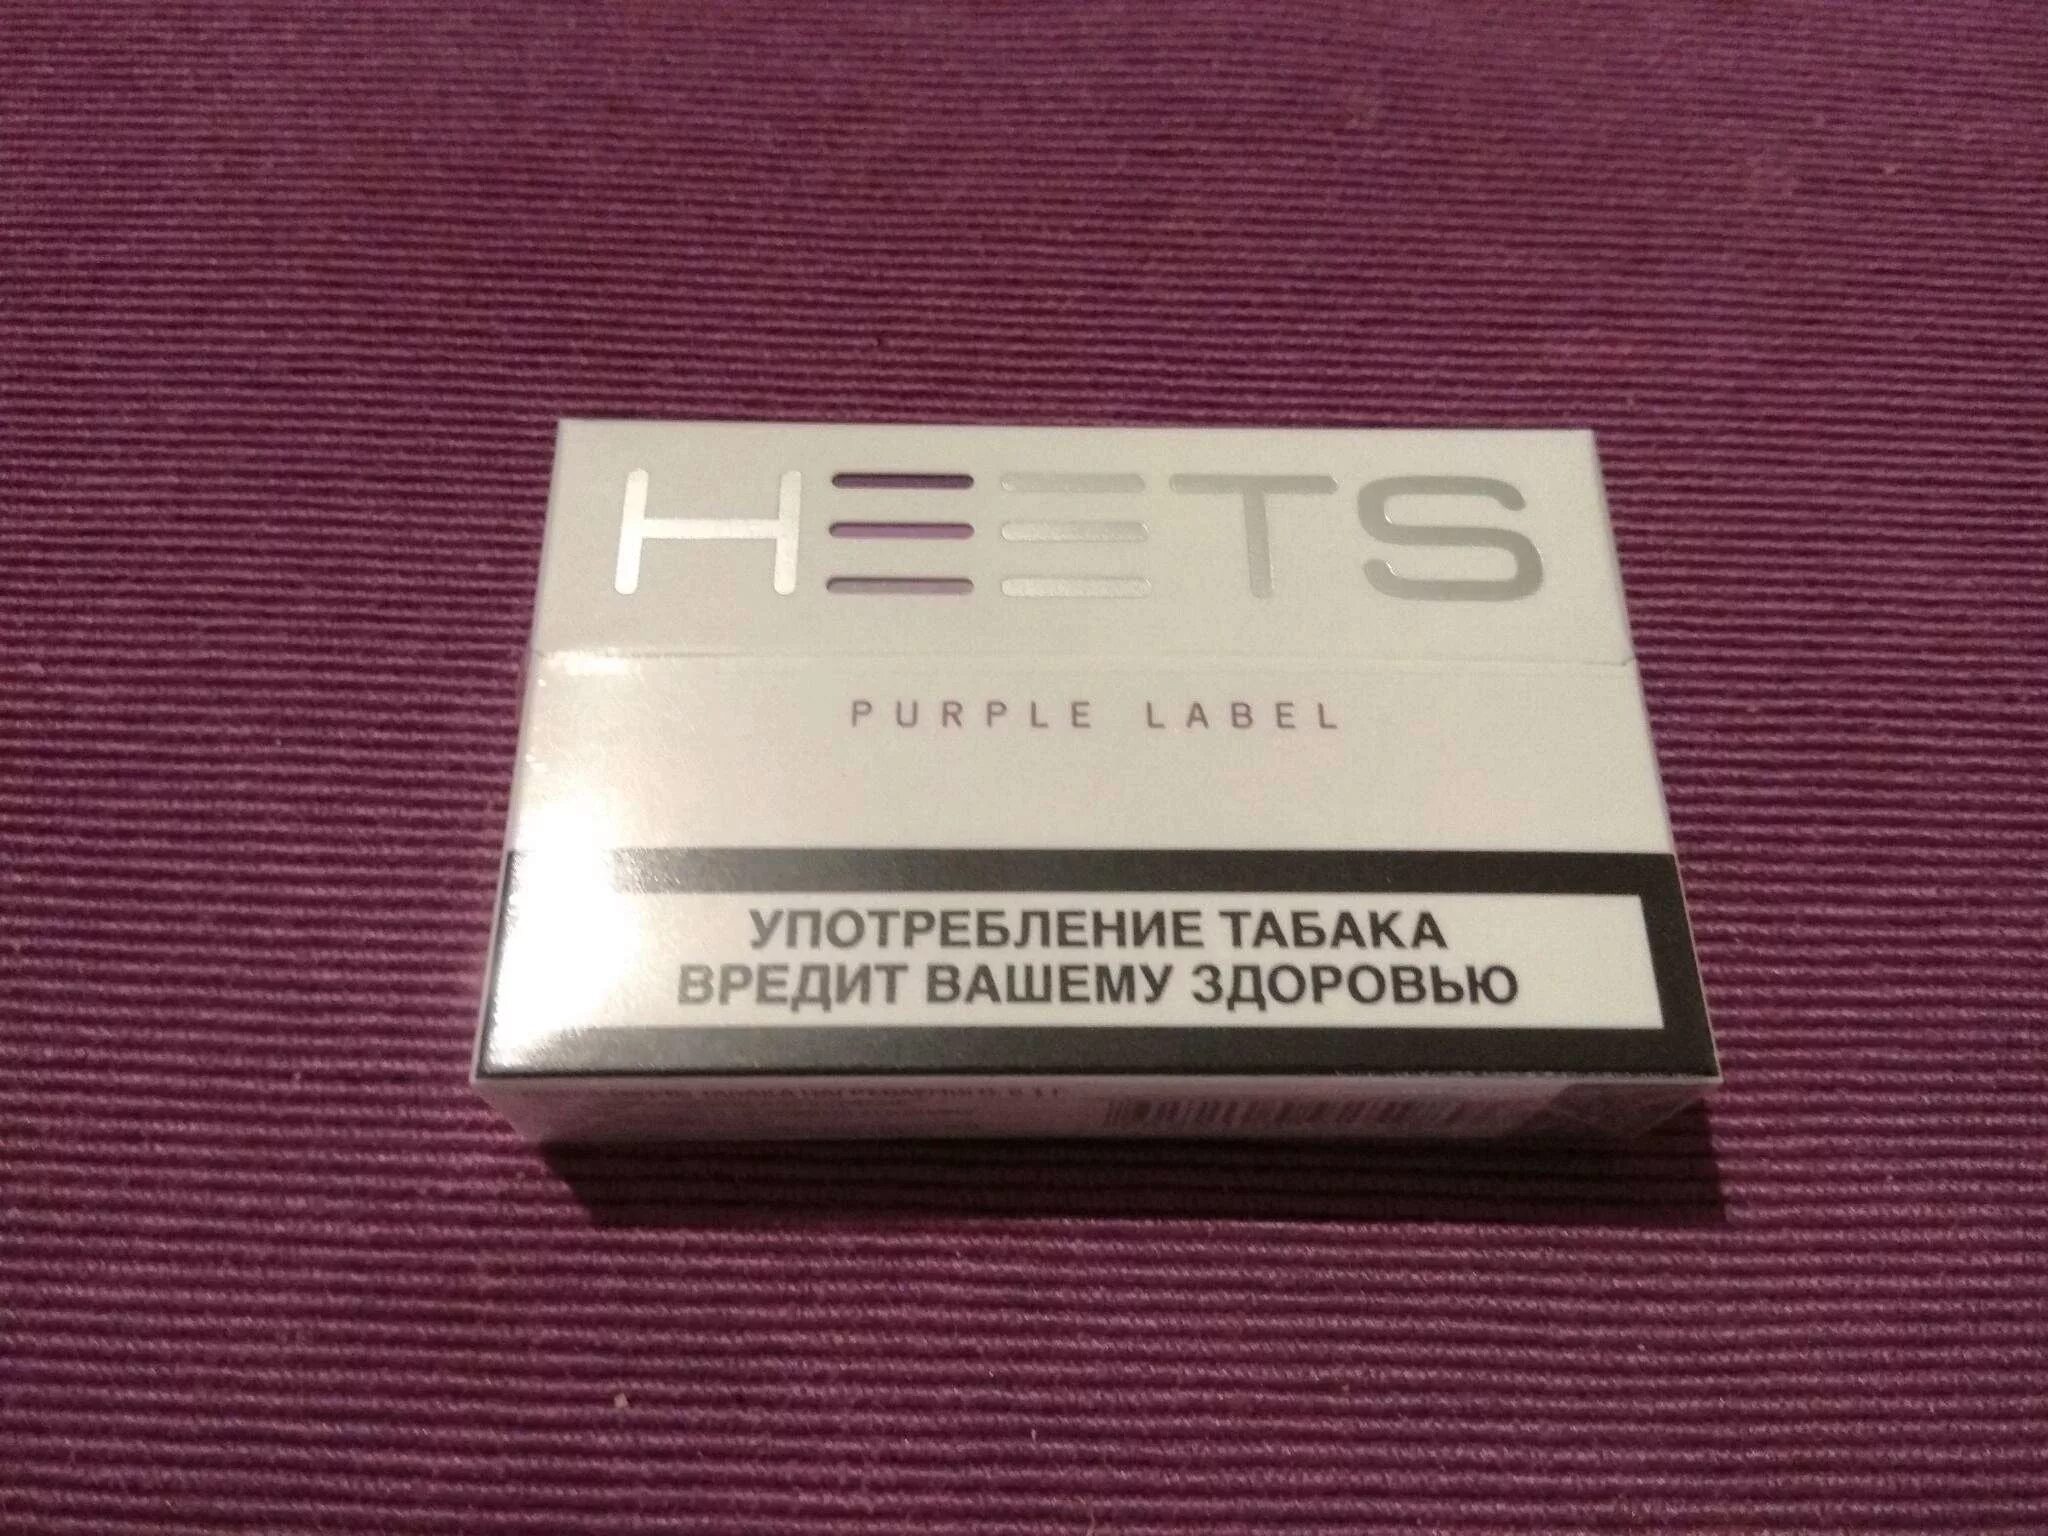 HEETS
PURPLE LABEL
УПОТРЕБЛЕНИЕ ТАБАКА
ВРЕДИТ ВАШЕМУ ЗДОРОВЬЮ